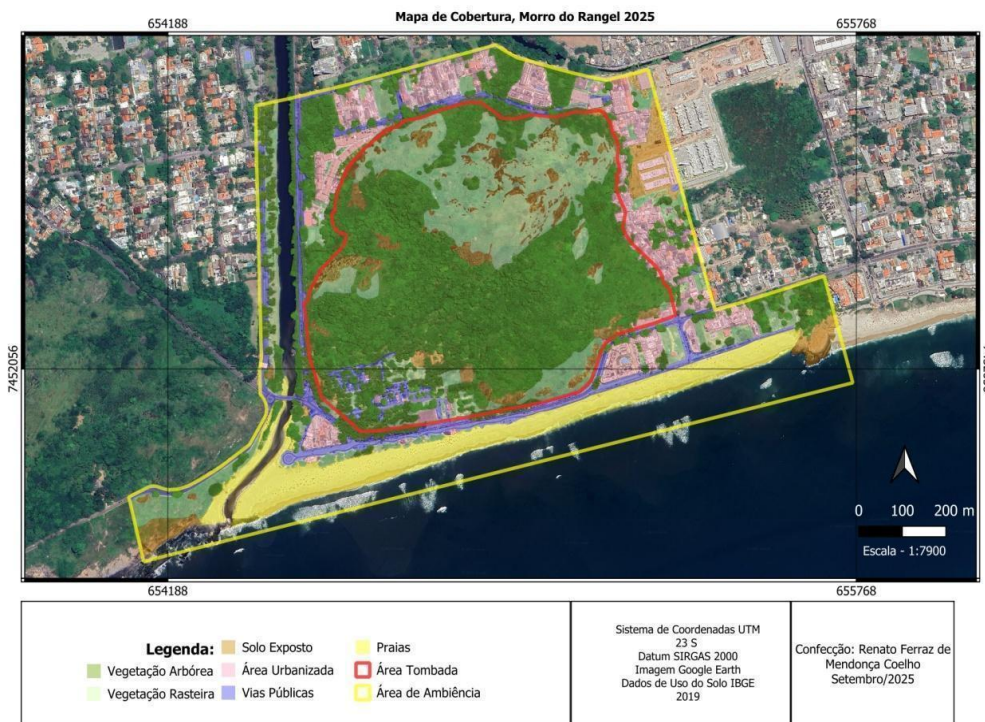 Mapa de Cobertura, Morro do Rangel 2025
654188
655768
7452056
0 100 200 m
Escala - 1:7900
654188
655768
Legenda:
Solo Exposto
Praias
Vegetação Arbórea
Área Urbanizada
Área Tombada
Vegetação Rasteira
Vias Públicas
Área de Ambiência
Sistema de Coordenadas UTM
23 S
Datum SIRGAS 2000
Imagem Google Earth
Dados de Uso do Solo IBGE
2019
Confecção: Renato Ferraz de
Mendonça Coelho
Setembro/2025